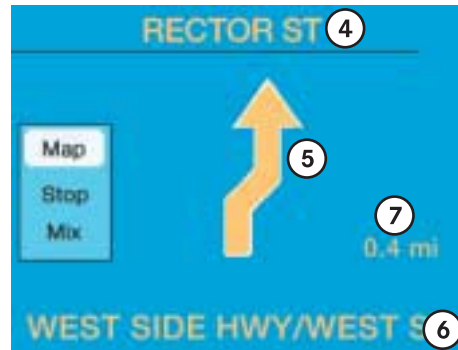 RECTOR ST 4
Map
5
Stop
7
Mix
0.4 mi
WEST SIDE HWY/WEST S 6